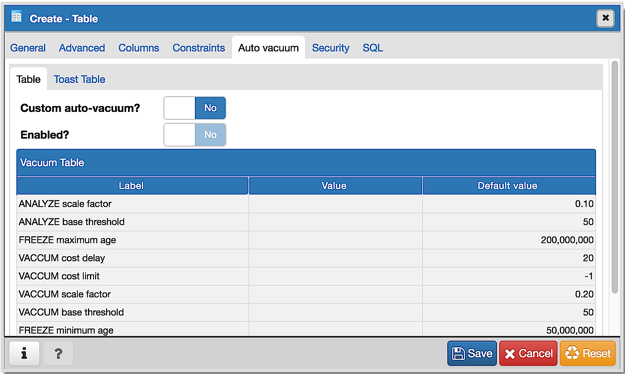 Create - Table
General Advanced Columns Constraints Auto vacuum Security SQL
Table Toast Table
Custom auto-vacuum? No
Enabled? No
Vacuum Table
Label Value Default value
ANALYZE scale factor 0.10
ANALYZE base threshold 50
FREEZE maximum age 200,000,000
VACCUM cost delay 20
VACCUM cost limit -1
VACCUM scale factor 0.20
VACCUM base threshold 50
FREEZE minimum age 50,000,000
i ? Save Cancel Reset